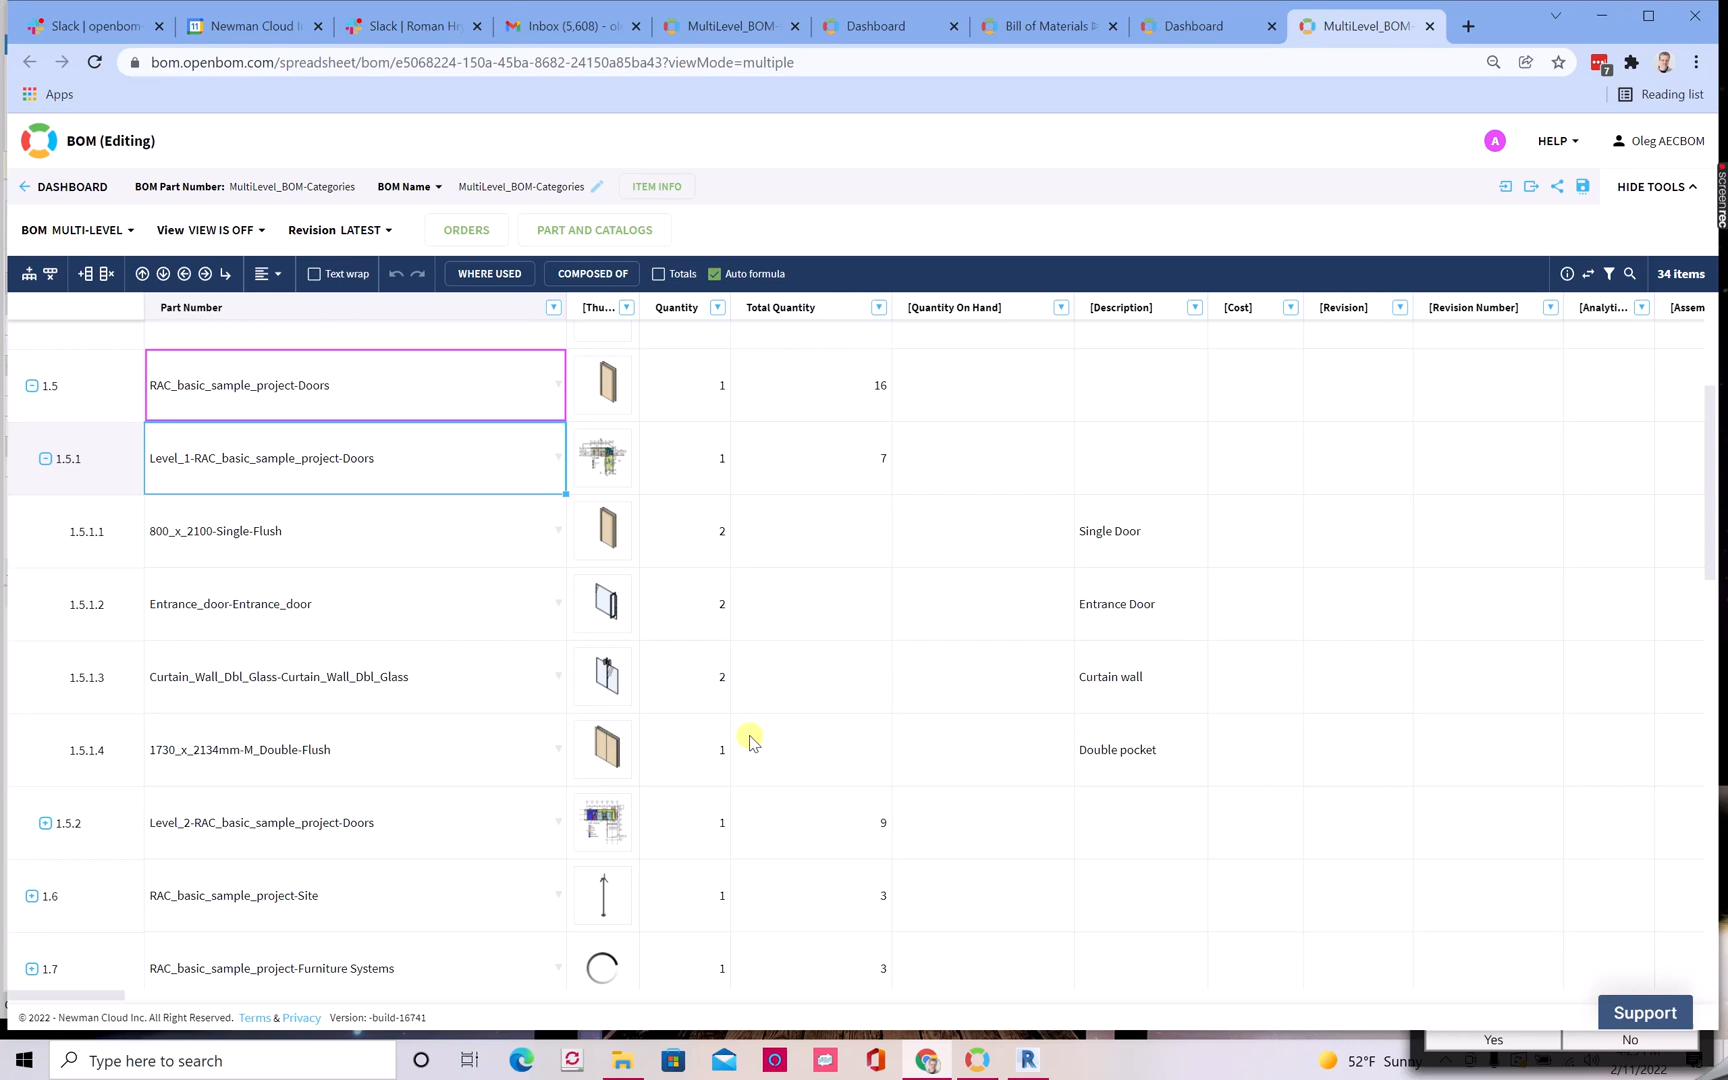 Slack | openbom-
Newman Cloud I
Slack | Roman Hr
Inbox (5,608) - ol
MultiLevel_BOM-
Dashboard
Bill of Materials
Dashboard
MultiLevel_BOM-
bom.openbom.com/spreadsheet/bom/e5068224-150a-45ba-8682-24150a85ba43?viewMode=multiple
7
Apps
Reading list
BOM (Editing)
A
HELP
Oleg AECBOM
DASHBOARD
BOM Part Number: MultiLevel_BOM-Categories
BOM Name
MultiLevel_BOM-Categories
ITEM INFO
HIDE TOOLS
BOM MULTI-LEVEL
View VIEW IS OFF
Revision LATEST
ORDERS
PART AND CATALOGS
Text wrap
WHERE USED
COMPOSED OF
Totals
Auto formula
34 items
Part Number
[Thu...
Quantity
Total Quantity
[Quantity On Hand]
[Description]
[Cost]
[Revision]
[Revision Number]
[Analyti...
[Assem
1.5 RAC_basic_sample_project-Doors 1 16
1.5.1 Level_1-RAC_basic_sample_project-Doors 1 7
1.5.1.1 800_x_2100-Single-Flush 2 Single Door
1.5.1.2 Entrance_door-Entrance_door 2 Entrance Door
1.5.1.3 Curtain_Wall_Dbl_Glass-Curtain_Wall_Dbl_Glass 2 Curtain wall
1.5.1.4 1730_x_2134mm-M_Double-Flush 1 Double pocket
1.5.2 Level_2-RAC_basic_sample_project-Doors 1 9
1.6 RAC_basic_sample_project-Site 1 3
1.7 RAC_basic_sample_project-Furniture Systems 1 3
© 2022 - Newman Cloud Inc. All Right Reserved. Terms & Privacy Version: -build-16741
Support
Yes
No
Type here to search
52°F Sunny
2/11/2022
screenrec